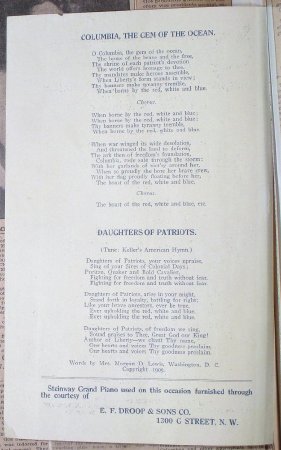 COLUMBIA, THE GEM OF THE OCEAN.
O Columbia, the gem of the ocean,
The home of the brave and the free,
The shrine of each patriot's devotion
The world offers homage to thee,
Thy mandates make heroes assemble,
When Liberty's form stands in view;
Thy banners make tyranny tremble,
When borne by the red, white and blue.
Chorus.
When borne by the red, white and blue;
When borne by the red, white and blue,
Thy banners make tyranny tremble,
When borne by the red, white and blue.
When war winged its wide desolation,
And threatened the land to deform,
The ark then of freedom's foundation,
Columbia, rode safe through the storm;
With her garlands of around her,
When so proudly she bore her brave crew,
With her flag proudly floating before her,
The boast of the red, white and blue.
Chorus.
The boast of the red, white and blue, etc.
DAUGHTERS OF PATRIOTS.
(Tune: Keller's American Hymn.)
Daughters of Patriots, your voices upraise,
Sing of your Sires of Colonial Days;
Puritan, Quaker and Bold Cavalier,
Fighting for freedom and truth without fear.
Fighting for freedom and truth without fear.
Daughters of Patriots, arise in your might,
Stand forth in loyalty, battling for right;
Like your brave ancestors, ever be true,
Ever upholding the red, white and blue.
Ever upholding the red, white and blue.
Daughters of Patriots, of freedom we sing,
Sound praises to Thee, Great God our King!
Author of Liberty—we Thy name,
Our hearts and voices Thy goodness proclaim.
Our hearts and voices Thy goodness proclaim.
Words by Mrs. D. Lewis, Washington, D. C.
Copyright
Steinway Grand Piano used on this occasion furnished through
the courtesy of
E. F. DROOP & SONS CO.
1300 G STREET, N. W.